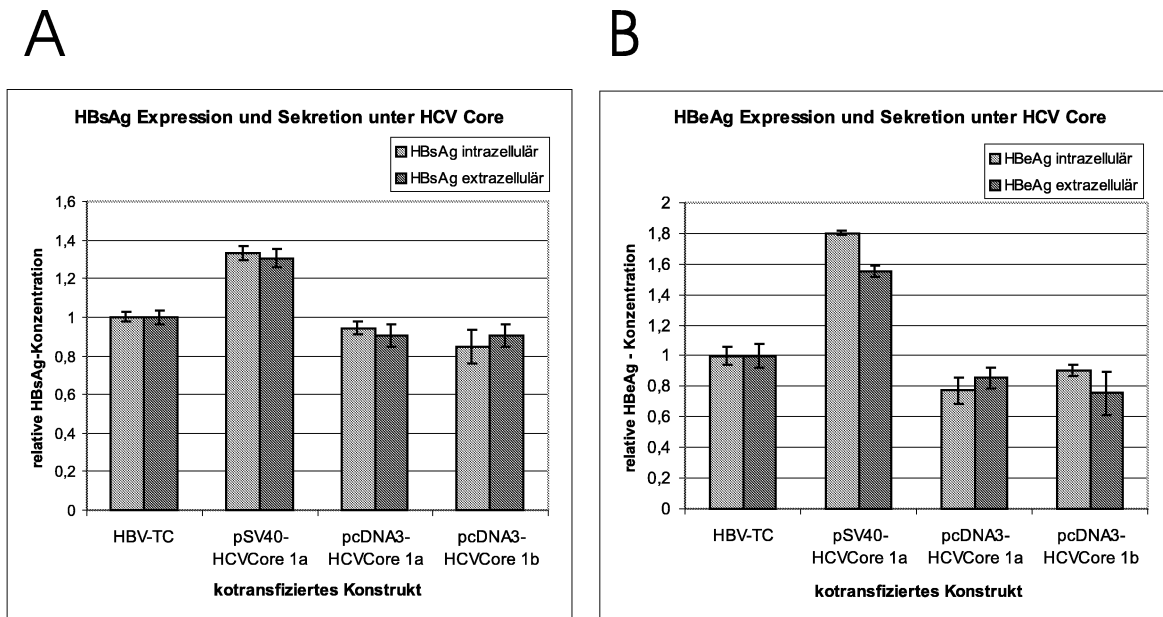 A
HBsAg Expression und Sekretion unter HCV Core
HBsAg intrazellulär
HBsAg extrazellulär
relative HBsAg-Konzentration
1,6
1,4
1,2
1
0,8
0,6
0,4
0,2
0
HBV-TC
pSV40-
HCVCore 1a
pcDNA3-
HCVCore 1a
pcDNA3-
HCVCore 1b
kotransfiziertes Konstrukt
B
HBeAg Expression und Sekretion unter HCV Core
HBeAg intrazellulär
HBeAg extrazellulär
relative HBeAg - Konzentration
2
1,8
1,6
1,4
1,2
1
0,8
0,6
0,4
0,2
0
HBV-TC
pSV40-
HCVCore 1a
pcDNA3-
HCVCore 1a
pcDNA3-
HCVCore 1b
kotransfiziertes Konstrukt